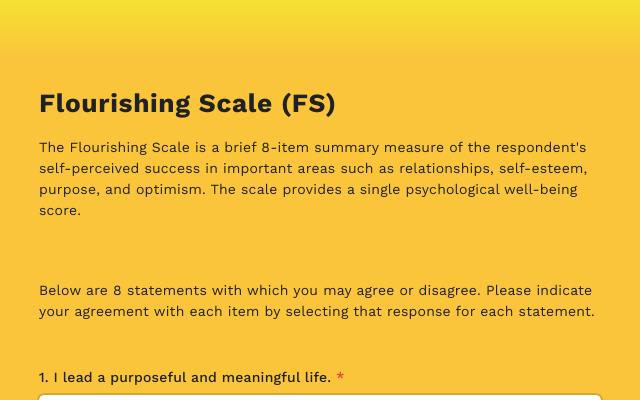 Flourishing Scale (FS)
The Flourishing Scale is a brief 8-item summary measure of the respondent's
self-perceived success in important areas such as relationships, self-esteem,
purpose, and optimism. The scale provides a single psychological well-being
score.
Below are 8 statements with which you may agree or disagree. Please indicate
your agreement with each item by selecting that response for each statement.
1. I lead a purposeful and meaningful life. *